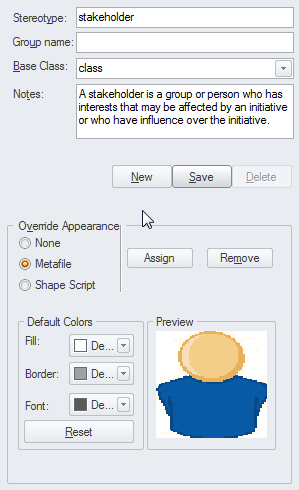 Stereotype: stakeholder
Group name:
Base Class: class
Notes: A stakeholder is a group or person who has
interests that may be affected by an initiative
or who have influence over the initiative.
New Save Delete
Override Appearance
None
Metafile Assign Remove
Shape Script
Default Colors Preview
Fill: De...
Border: De...
Font: De...
Reset